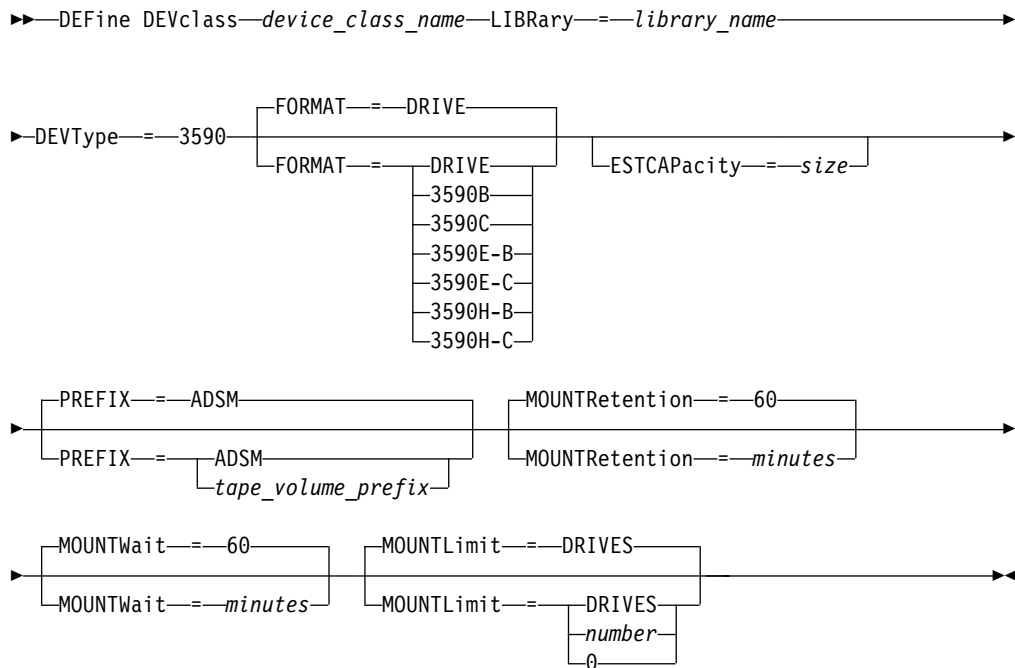 DEFine DEVclass device_class_name LIBRary = library_name
FORMAT = DRIVE
DEVType = 3590
FORMAT = DRIVE
3590B
3590C
3590E-B
3590E-C
3590H-B
3590H-C
ESTCAPacity = size
PREFIX = ADSM
PREFIX = ADSM
tape_volume_prefix
MOUNTRetention = 60
MOUNTRetention = minutes
MOUNTWait = 60
MOUNTWait = minutes
MOUNTLimit = DRIVES
MOUNTLimit = DRIVES
number
0